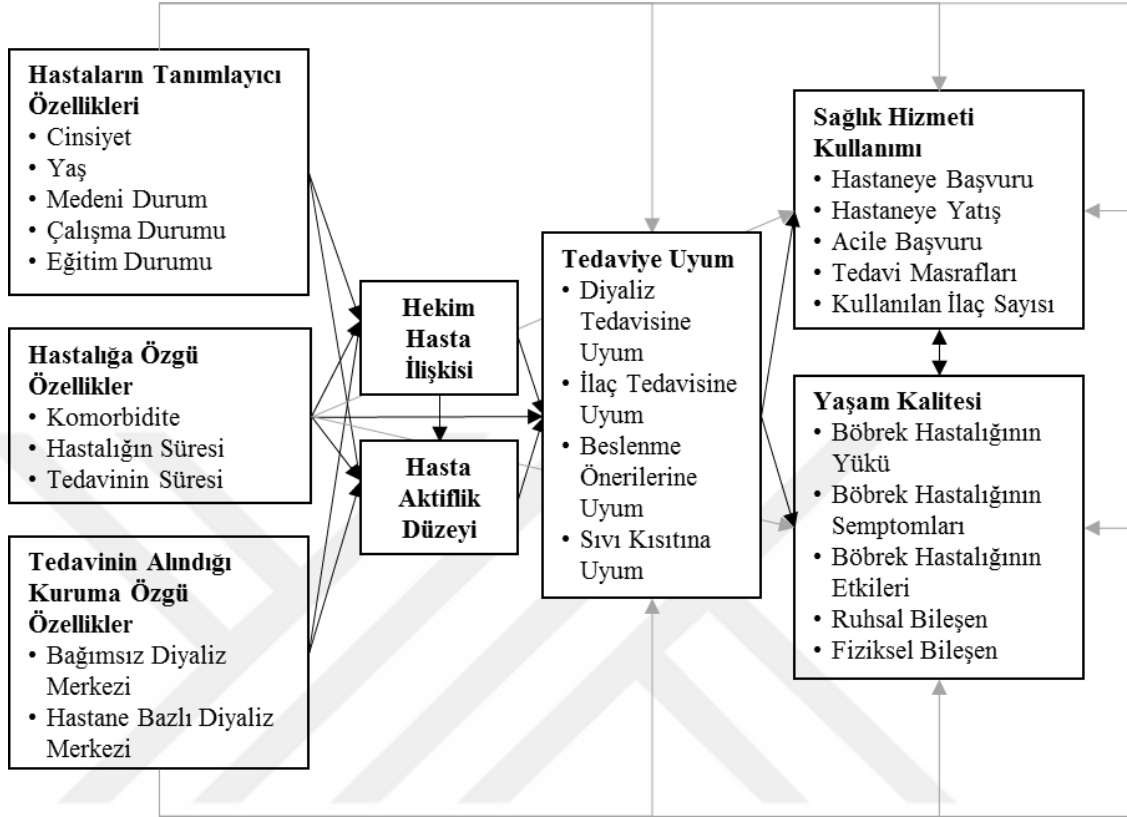 Hastaların Tanımlayıcı
Özellikleri
• Cinsiyet
• Yaş
• Medeni Durum
• Çalışma Durumu
• Eğitim Durumu
Hastalığa Özgü
Özellikler
• Komorbidite
• Hastalığın Süresi
• Tedavinin Süresi
Tedavinin Alındığı
Kuruma Özgü
Özellikler
• Bağımsız Diyaliz
Merkezi
• Hastane Bazlı Diyaliz
Merkezi
Hekim
Hasta
İlişkisi
Hasta
Aktiflik
Düzeyi
Tedaviye Uyum
• Diyaliz
Tedavisine
Uyum
• İlaç Tedavisine
Uyum
• Beslenme
Önerilerine
Uyum
• Sıvı Kısıtına
Uyum
Sağlık Hizmeti
Kullanımı
• Hastaneye Başvuru
• Hastaneye Yatış
• Acile Başvuru
• Tedavi Masrafları
• Kullanılan İlaç Sayısı
Yaşam Kalitesi
• Böbrek Hastalığının
Yükü
• Böbrek Hastalığının
Semptomları
• Böbrek Hastalığının
Etkileri
• Ruhsal Bileşen
• Fiziksel Bileşen